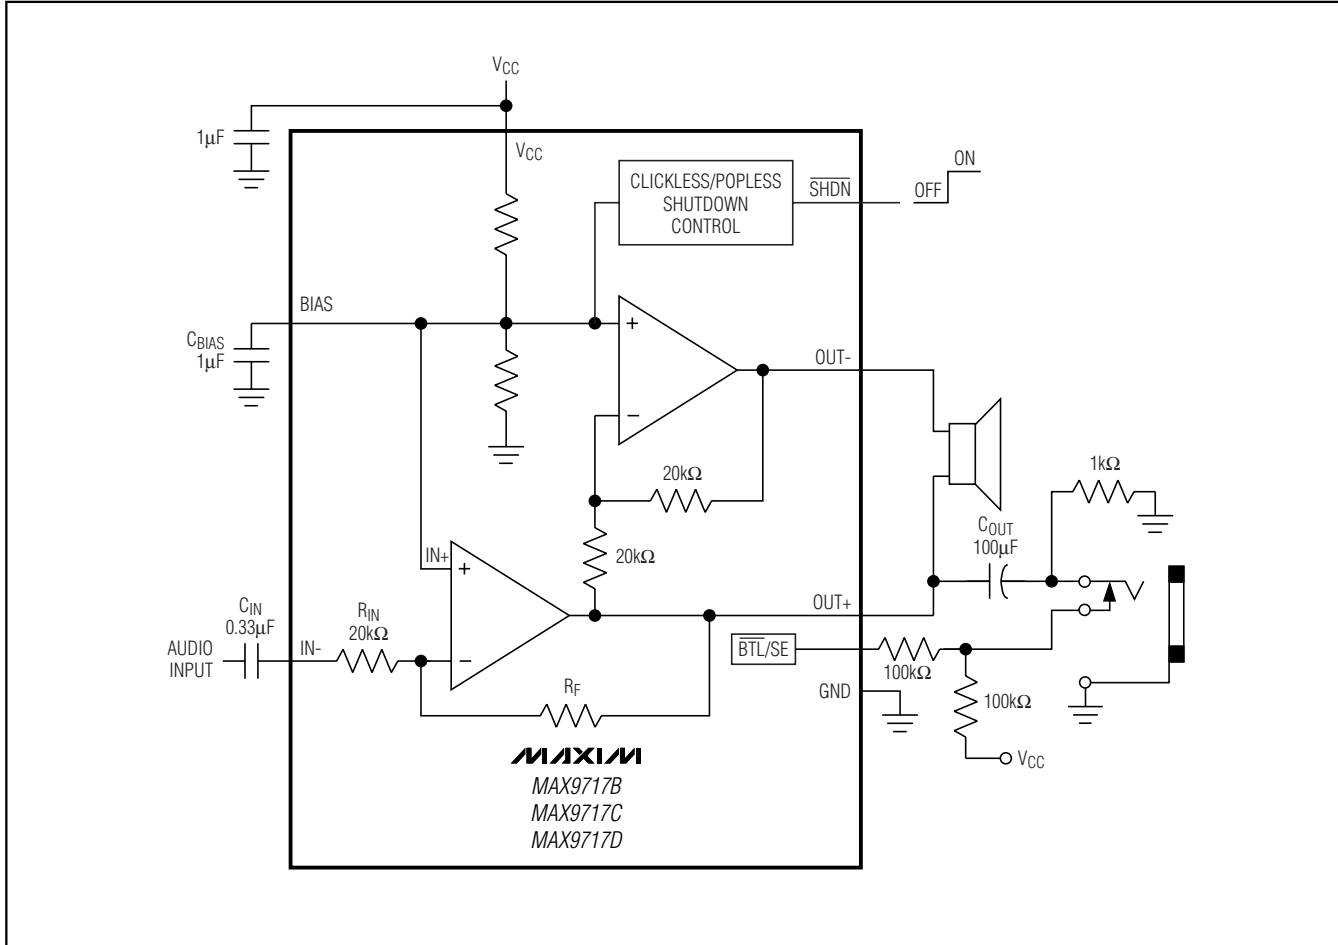 VCC
1µF
VCC
CLICKLESS/POPLESS
SHUTDOWN
CONTROL
SHDN
ON
OFF
BIAS
CBIAS
1µF
+
OUT-
−
20kΩ
1kΩ
COUT
100µF
20kΩ
IN+
+
CIN
0.33µF
RIN
20kΩ
OUT+
AUDIO
INPUT
IN-
−
BTL/SE
100kΩ
RF
GND
100kΩ
VCC
MAXIM
MAX9717B
MAX9717C
MAX9717D